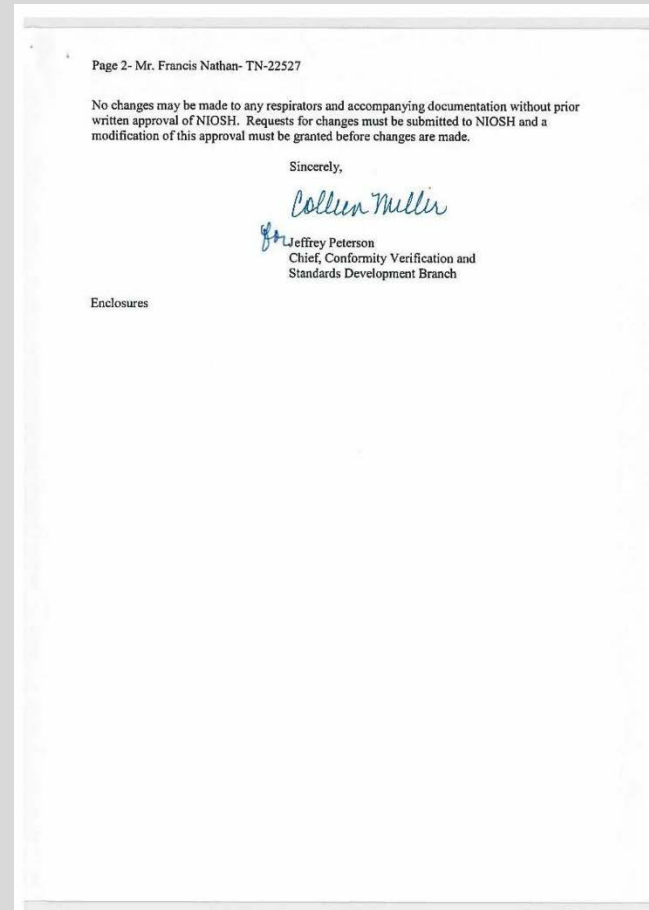 Page 2- Mr. Francis Nathan- TN-22527
No changes may be made to any respirators and accompanying documentation without prior
written approval of NIOSH. Requests for changes must be submitted to NIOSH and a
modification of this approval must be granted before changes are made.
Sincerely,
Colleen Miller
for Jeffrey Peterson
Chief, Conformity Verification and
Standards Development Branch
Enclosures